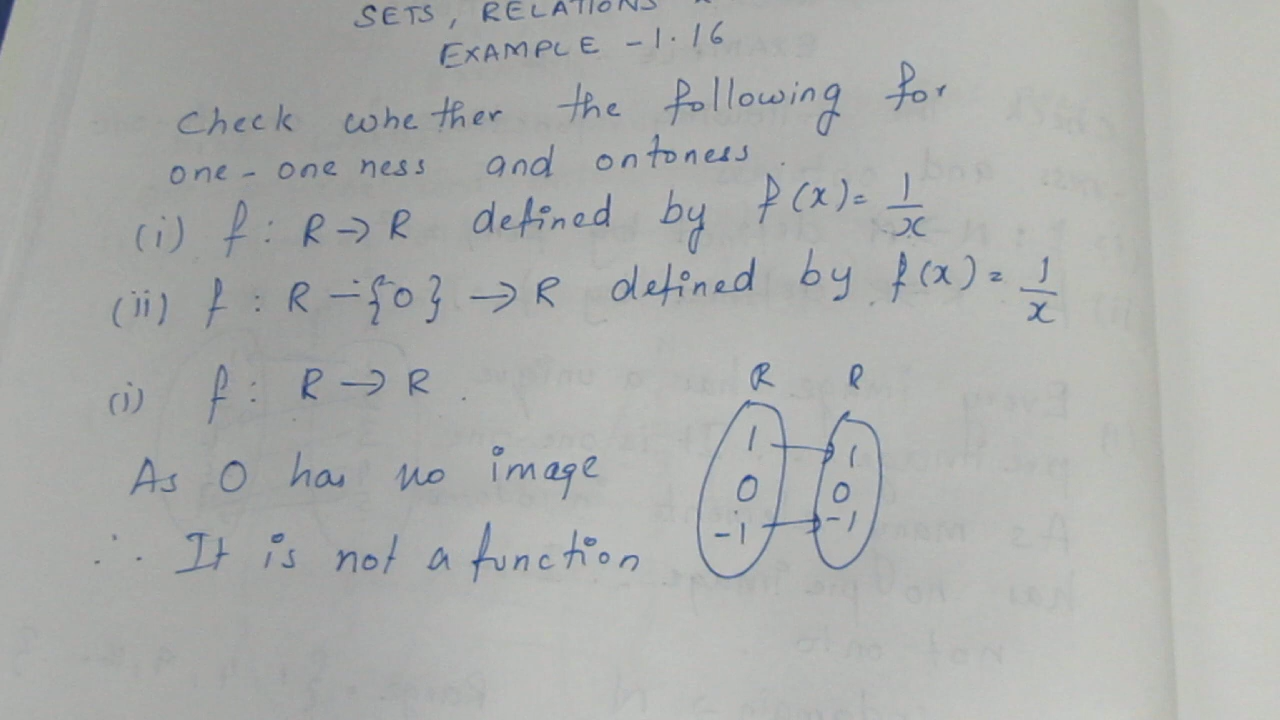 SETS, RELATIONS
EXAMPLE -1.16
Check whether the following for
one-oneness and ontoness.
(i) f : R → R defined by f(x) = 1/x
(ii) f : R - {0} → R defined by f(x) = 1/x
(i) f : R → R.
R R
1 1
As 0 has no image
0 0
-1 -1
∴ It is not a function